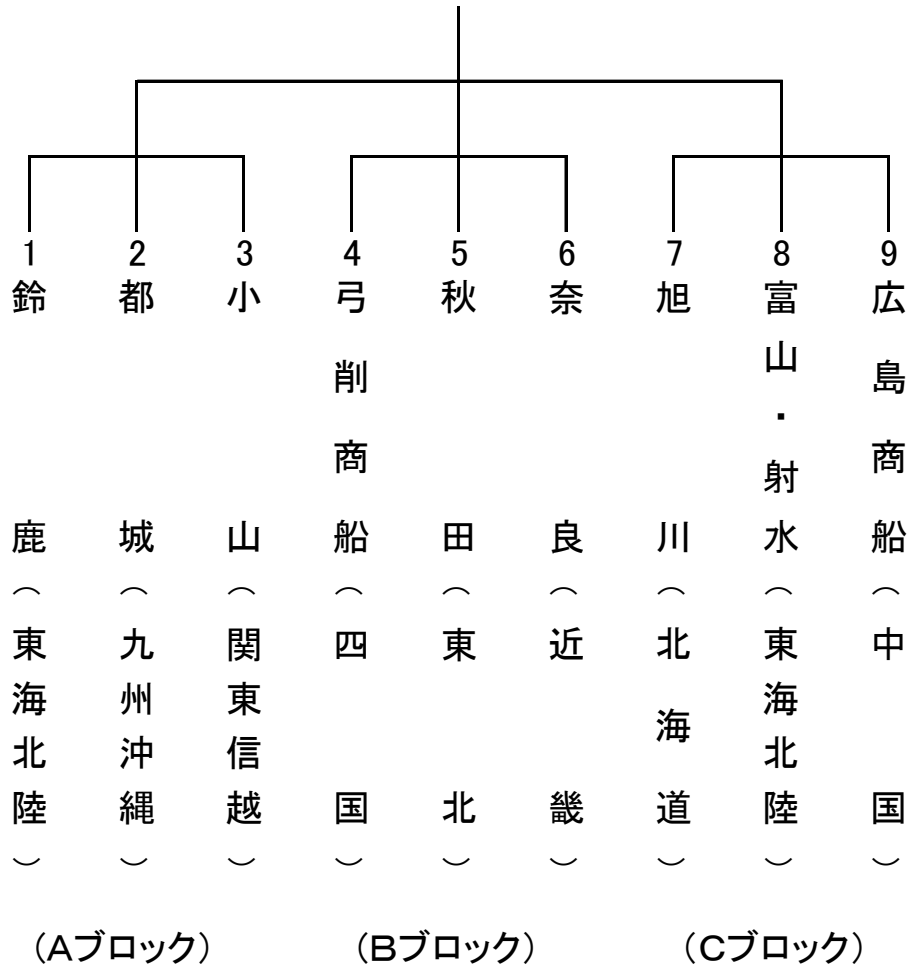 1
鈴鹿（東海北陸）
2
都城（九州沖縄）
3
小山（関東信越）
4
弓削商船（四国）
5
秋田（東北）
6
奈良（近畿）
7
旭川（北海道）
8
富山・射水（東海北陸）
9
広島商船（中国）
（Aブロック）
（Bブロック）
（Cブロック）